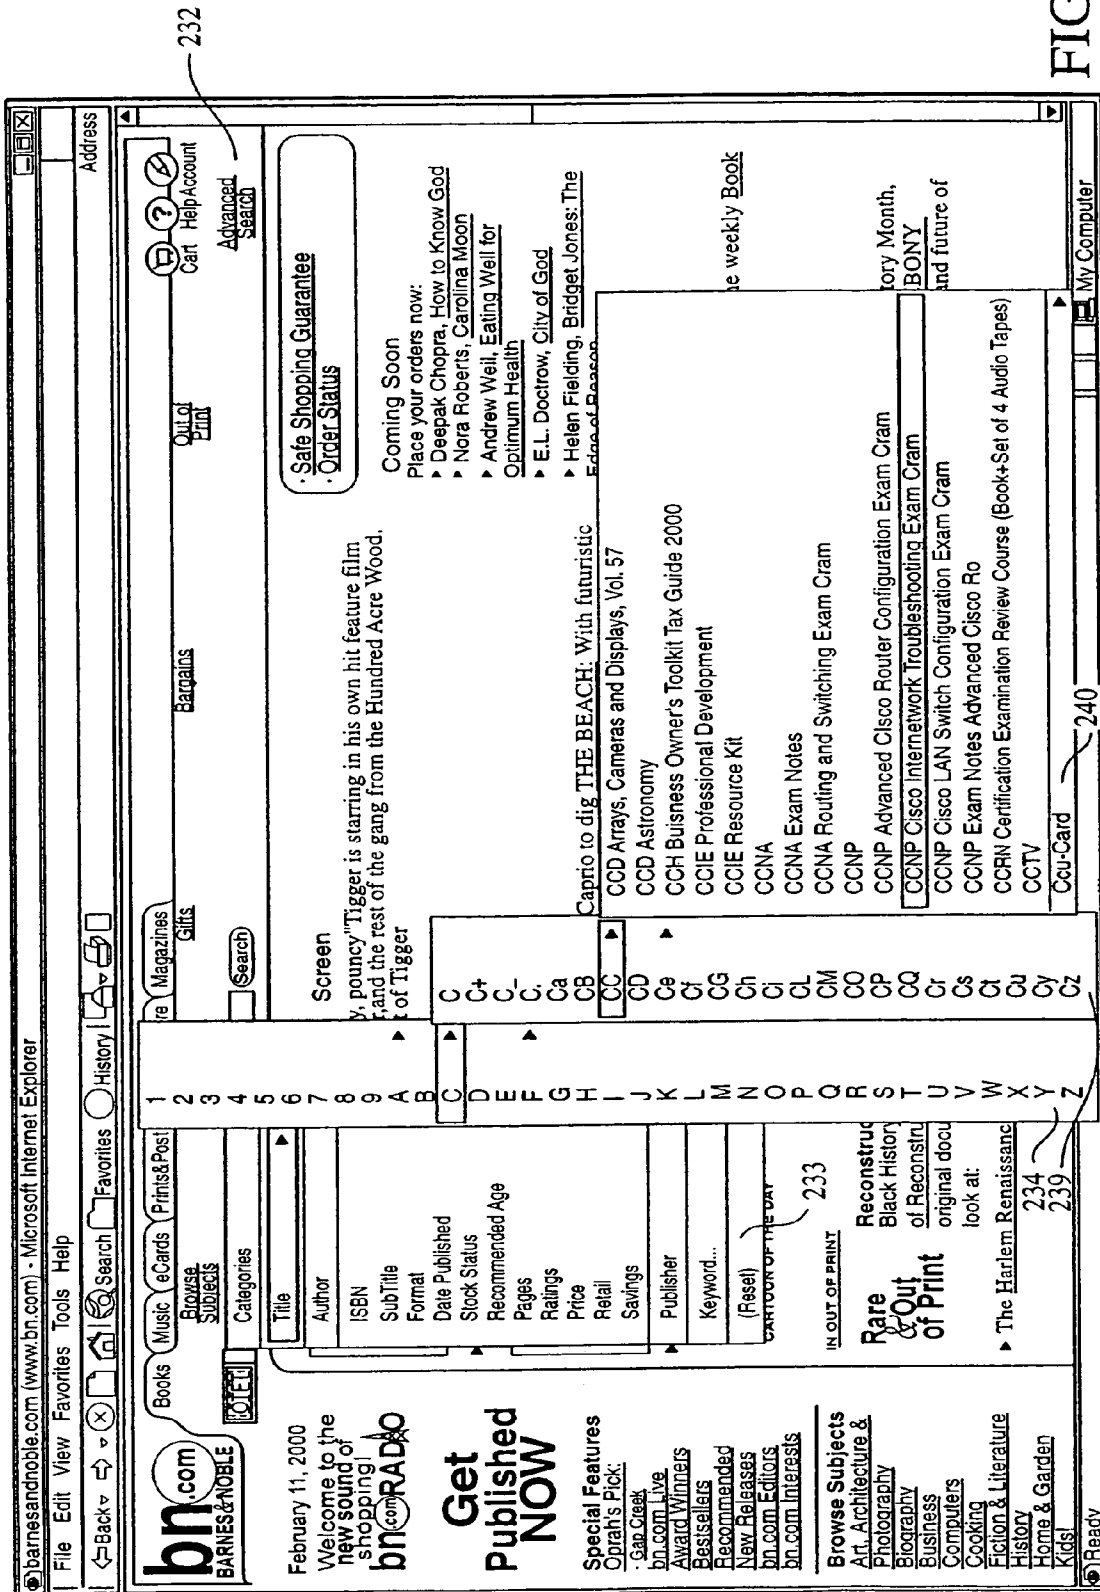 barnesandnoble.com (www.bn.com) - Microsoft Internet Explorer
File Edit View Favorites Tools Help
Back Search Favorites History
Address
bn.com
BARNES&NOBLE
Books Music eCards Prints&Post re Magazines
Browse Subjects
Gifts
Bargains
Out of Print
Cart Help Account
Categories
Search
Advanced Search
232
February 11, 2000
Welcome to the
new sound of
shopping!
bn.com RADIO
Get
Published
NOW
Special Features
Oprah's Pick:
· Gap Creek
bn.com Live
Award Winners
Bestsellers
Recommended
New Releases
bn.com Editors
bn.com Interests
Browse Subjects
Art, Architecture &
Photography
Biography
Business
Computers
Cooking
Fiction & Literature
History
Home & Garden
Kids!
Title
Author
ISBN
SubTitle
Format
Date Published
Stock Status
Recommended Age
Pages
Ratings
Price
Retail
Savings
Publisher
Keyword...
(Reset)
233
CARTOON OF THE DAY
IN OUT OF PRINT
Rare
&Out
of Print
Reconstruc
Black History
of Reconstru
original docu
look at:
The Harlem Renaissanc
1
2
3
4
5
6
7
8
9
A
B
C
D
E
F
G
H
I
J
K
L
M
N
O
P
Q
R
S
T
U
V
W
X
Y
Z
234
239
Screen
y, pouncy"Tigger is starring in his own hit feature film
r,and the rest of the gang from the Hundred Acre Wood.
t of Tigger
C
C+
C_
C.
Ca
CB
CC
CD
Ce
Cf
CG
Ch
Ci
CL
CM
CO
CP
CQ
Cr
Cs
Ct
Cu
Cy
Cz
Caprio to dig THE BEACH: With futuristic
CCD Arrays, Cameras and Displays, Vol. 57
CCD Astronomy
CCH Buisness Owner's Toolkit Tax Guide 2000
CCIE Professional Development
CCIE Resource Kit
CCNA
CCNA Exam Notes
CCNA Routing and Switching Exam Cram
CCNP
CCNP Advanced CIsco Router Configuration Exam Cram
CCNP Cisco Internetwork Troubleshooting Exam Cram
CCNP Cisco LAN Switch Configuration Exam Cram
CCNP Exam Notes Advanced Cisco Ro
CCRN Certification Examination Review Course (Book+Set of 4 Audio Tapes)
CCTV
Ccu-Card
240
· Safe Shopping Guarantee
· Order Status
Coming Soon
Place your orders now:
Deepak Chopra, How to Know God
Nora Roberts, Carolina Moon
Andrew Weil, Eating Well for
Optimum Health
E.L. Doctrow, City of God
Helen Fielding, Bridget Jones: The
Edge of Reason
ne weekly Book
tory Month,
BONY
and future of
Ready
My Computer
FIG